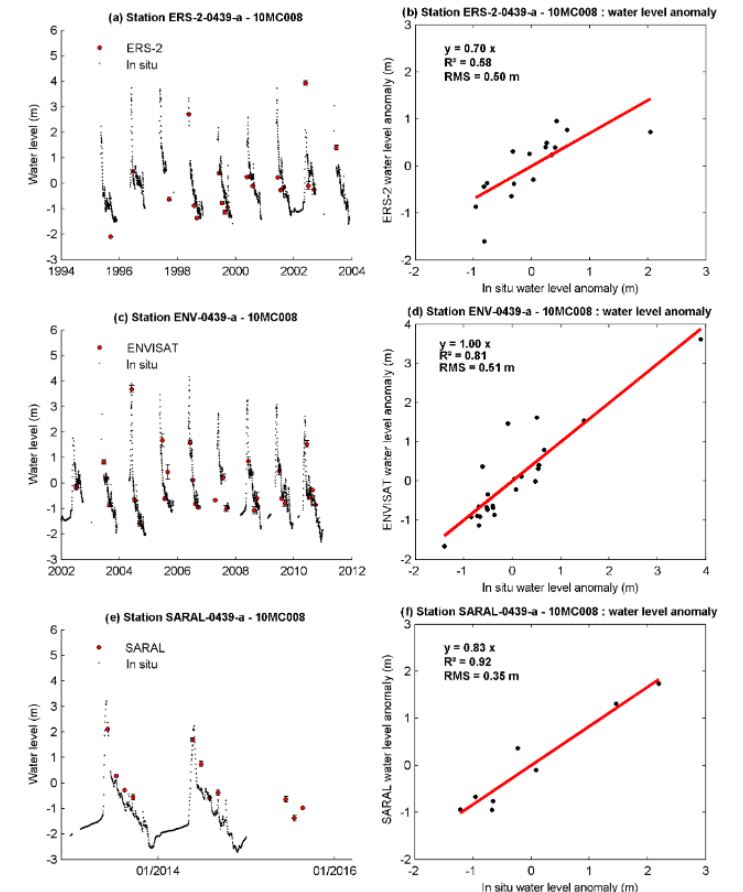 (a) Station ERS-2-0439-a - 10MC008
ERS-2
In situ
Water level (m)
6
5
4
3
2
1
0
-1
-2
-3
1994
1996
1998
2000
2002
2004
(b) Station ERS-2-0439-a - 10MC008 : water level anomaly
y = 0.70 x
R² = 0.58
RMS = 0.50 m
ERS-2 water level anomaly (m)
3
2
1
0
-1
-2
-1
0
1
2
3
In situ water level anomaly (m)
(c) Station ENV-0439-a - 10MC008
ENVISAT
In situ
Water level (m)
6
5
4
3
2
1
0
-1
-2
-3
2002
2004
2006
2008
2010
2012
(d) Station ENV-0439-a - 10MC008 : water level anomaly
y = 1.00 x
R² = 0.81
RMS = 0.51 m
ENVISAT water level anomaly (m)
4
3
2
1
0
-1
-2
-2
-1
0
1
2
3
4
In situ water level anomaly (m)
(e) Station SARAL-0439-a - 10MC008
SARAL
In situ
Water level (m)
6
5
4
3
2
1
0
-1
-2
-3
01/2014
01/2016
(f) Station SARAL-0439-a - 10MC008 : water level anomaly
y = 0.83 x
R² = 0.92
RMS = 0.35 m
SARAL water level anomaly (m)
3
2
1
0
-1
-2
-2
-1
0
1
2
3
In situ water level anomaly (m)